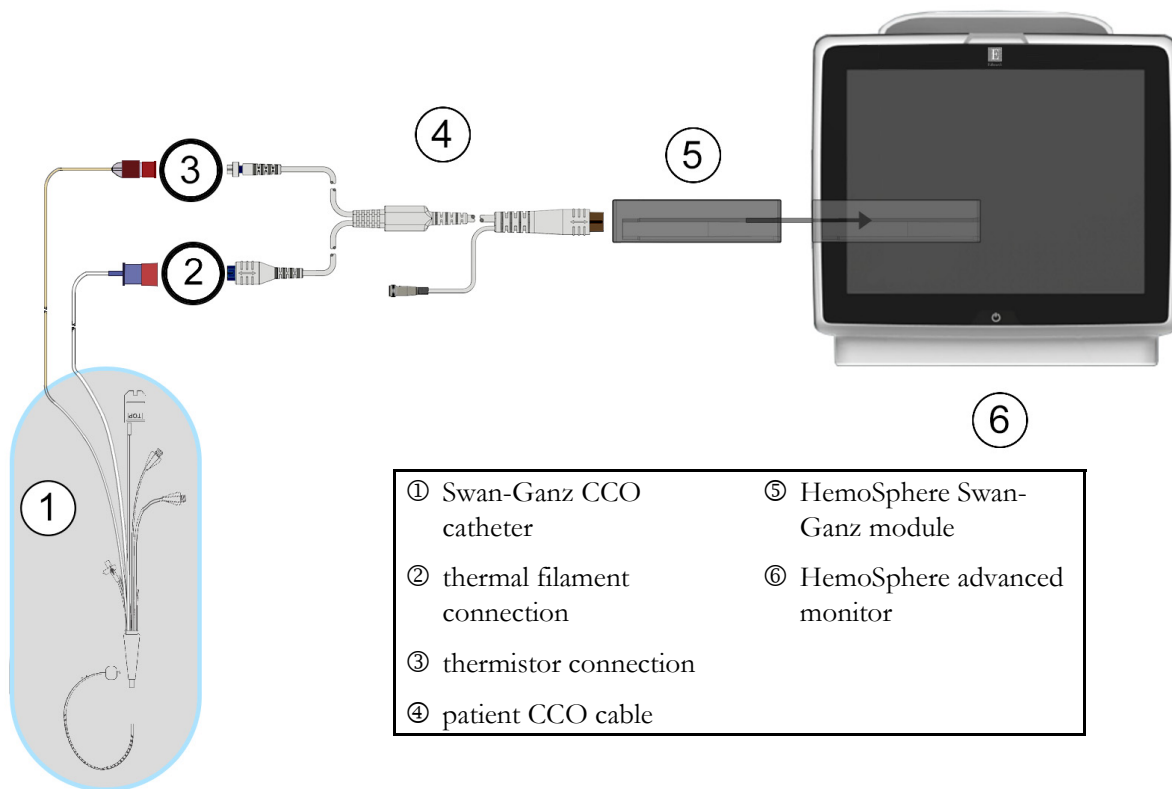 4
3
5
2
6
1
TOP
① Swan-Ganz CCO
catheter
② thermal filament
connection
③ thermistor connection
④ patient CCO cable
⑤ HemoSphere Swan-
Ganz module
⑥ HemoSphere advanced
monitor